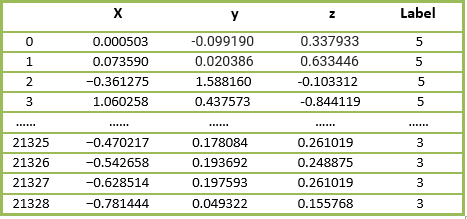 X y z Label
0 0.000503 -0.099190 0.337933 5
1 0.073590 0.020386 0.633446 5
2 −0.361275 1.588160 -0.103312 5
3 1.060258 0.437573 -0.844119 5
...... ...... ...... ...... ......
21325 −0.470217 0.178084 0.261019 3
21326 −0.542658 0.193692 0.248875 3
21327 −0.628514 0.197593 0.261019 3
21328 −0.781444 0.049322 0.155768 3